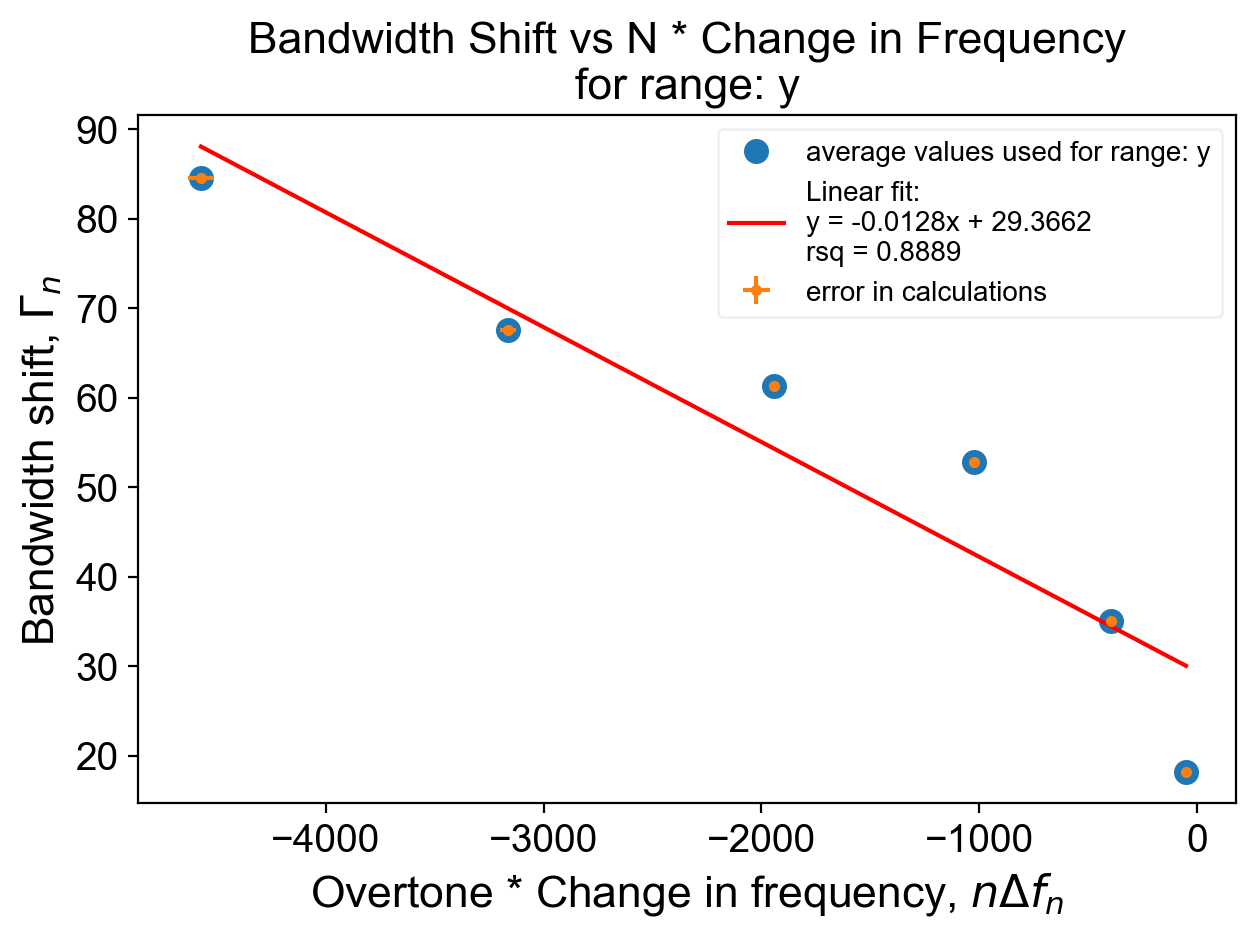 Bandwidth Shift vs N * Change in Frequency
for range: y
90
80
70
60
50
40
30
20
Bandwidth shift, Γn
average values used for range: y
Linear fit:
y = -0.0128x + 29.3662
rsq = 0.8889
error in calculations
−4000
−3000
−2000
−1000
0
Overtone * Change in frequency, nΔfn